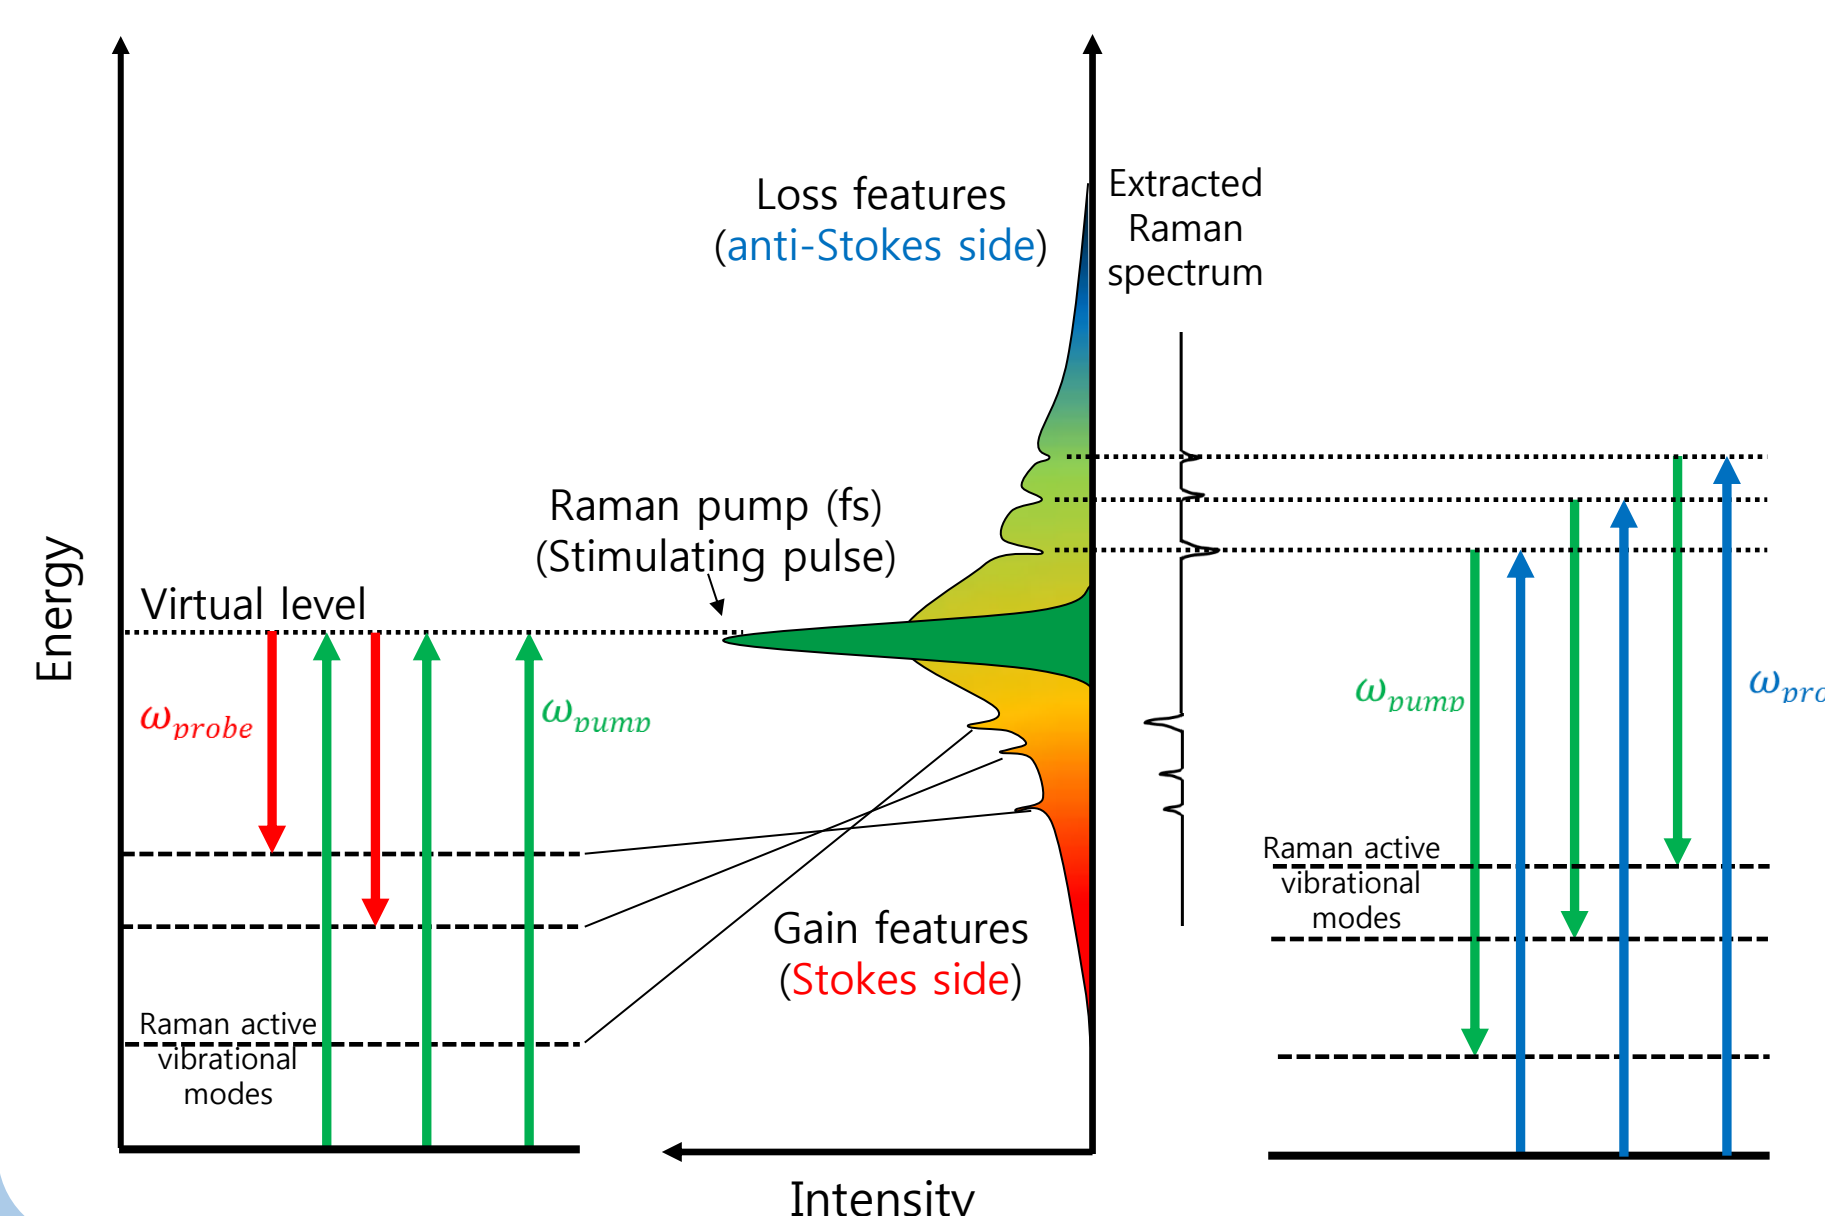 Loss features
(anti-Stokes side)
Extracted
Raman
spectrum
Raman pump (fs)
(Stimulating pulse)
Energy
Virtual level
ω_probe
ω_pump
ω_pump
ω_pro
Raman active
vibrational
modes
Gain features
(Stokes side)
Raman active
vibrational
modes
Intensity